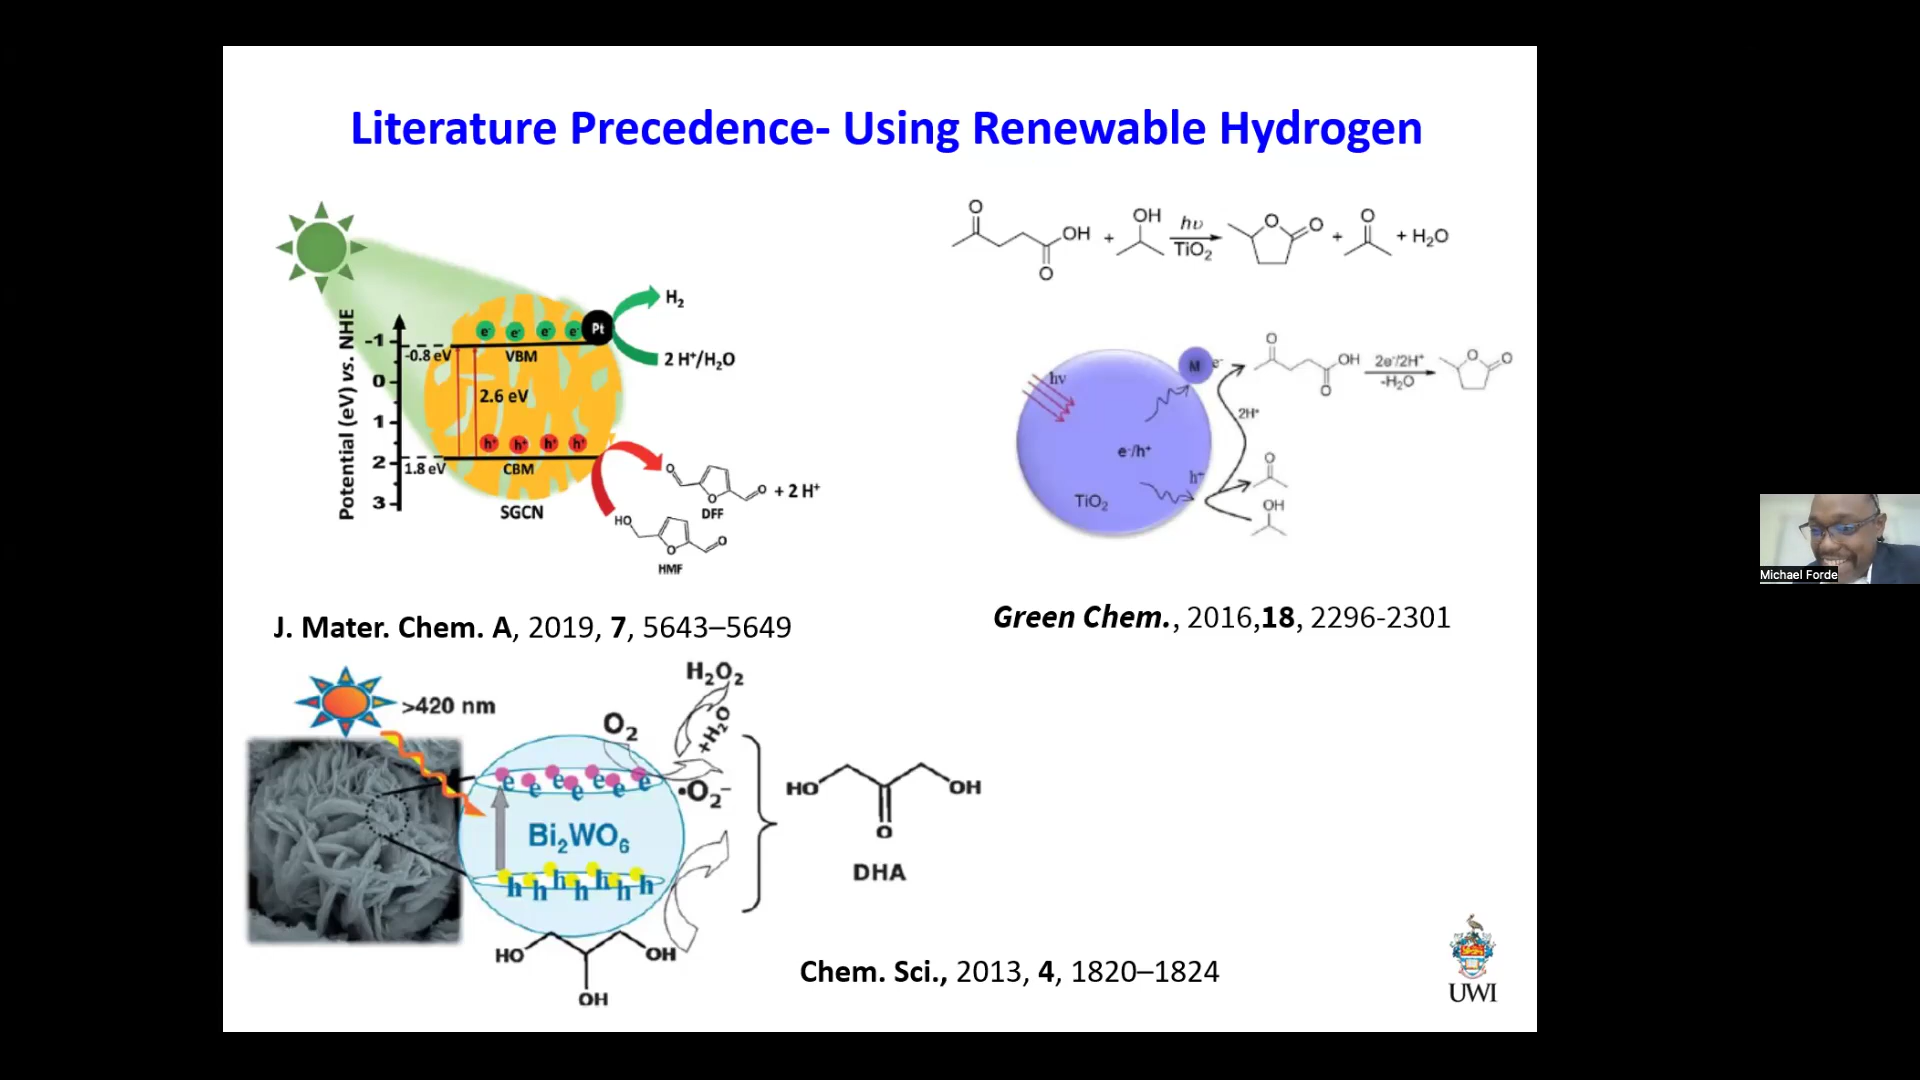 Literature Precedence- Using Renewable Hydrogen
Potential (eV) vs. NHE
-1
0
1
2
3
-0.8 eV
1.8 eV
2.6 eV
e⁻ e⁻ e⁻ e⁻
Pt
VBM
h⁺ h⁺ h⁺ h⁺
CBM
SGCN
H₂
2 H⁺/H₂O
O
O
O
+ 2 H⁺
DFF
HO
O
O
HMF
J. Mater. Chem. A, 2019, 7, 5643–5649
O
OH
O
+
OH
hυ
TiO₂
O
O
+
O
+ H₂O
hν
M
e⁻
e⁻/h⁺
TiO₂
h⁺
2H⁺
O
OH
O
2e⁻/2H⁺
-H₂O
O
O
O
OH
Green Chem., 2016,18, 2296-2301
>420 nm
H₂O₂
O₂
+H₂O
•O₂⁻
e e e e e e e
Bi₂WO₆
h h h h h h h
HO
OH
OH
HO
OH
O
DHA
Chem. Sci., 2013, 4, 1820–1824
UWI
Michael Forde